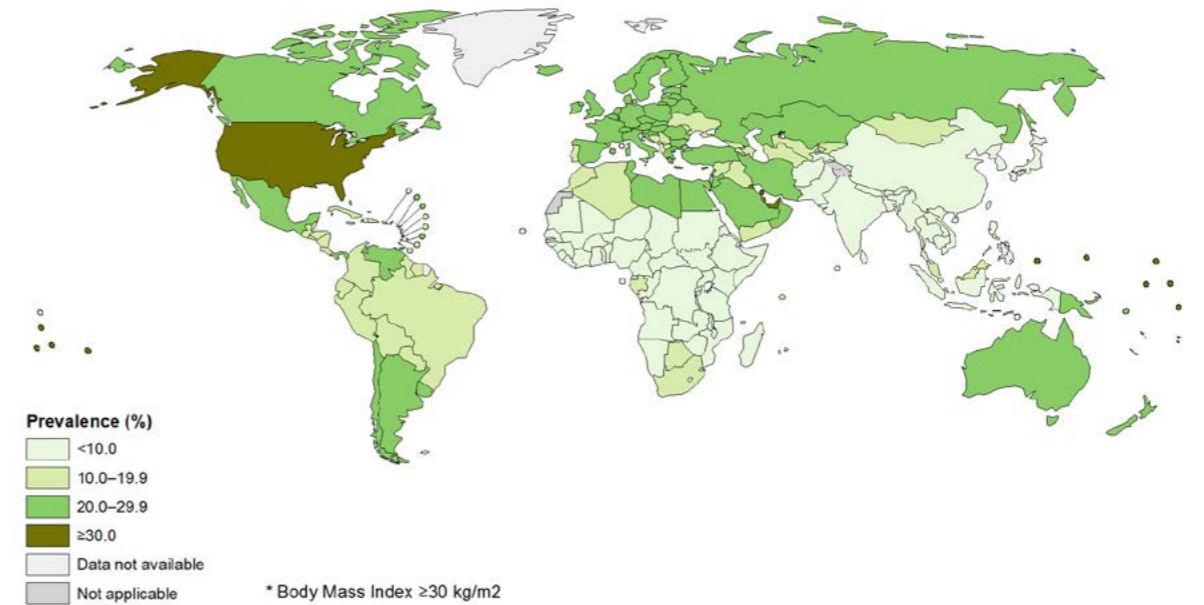 Prevalence (%)
<10.0
10.0–19.9
20.0–29.9
≥30.0
Data not available
Not applicable
* Body Mass Index ≥30 kg/m2